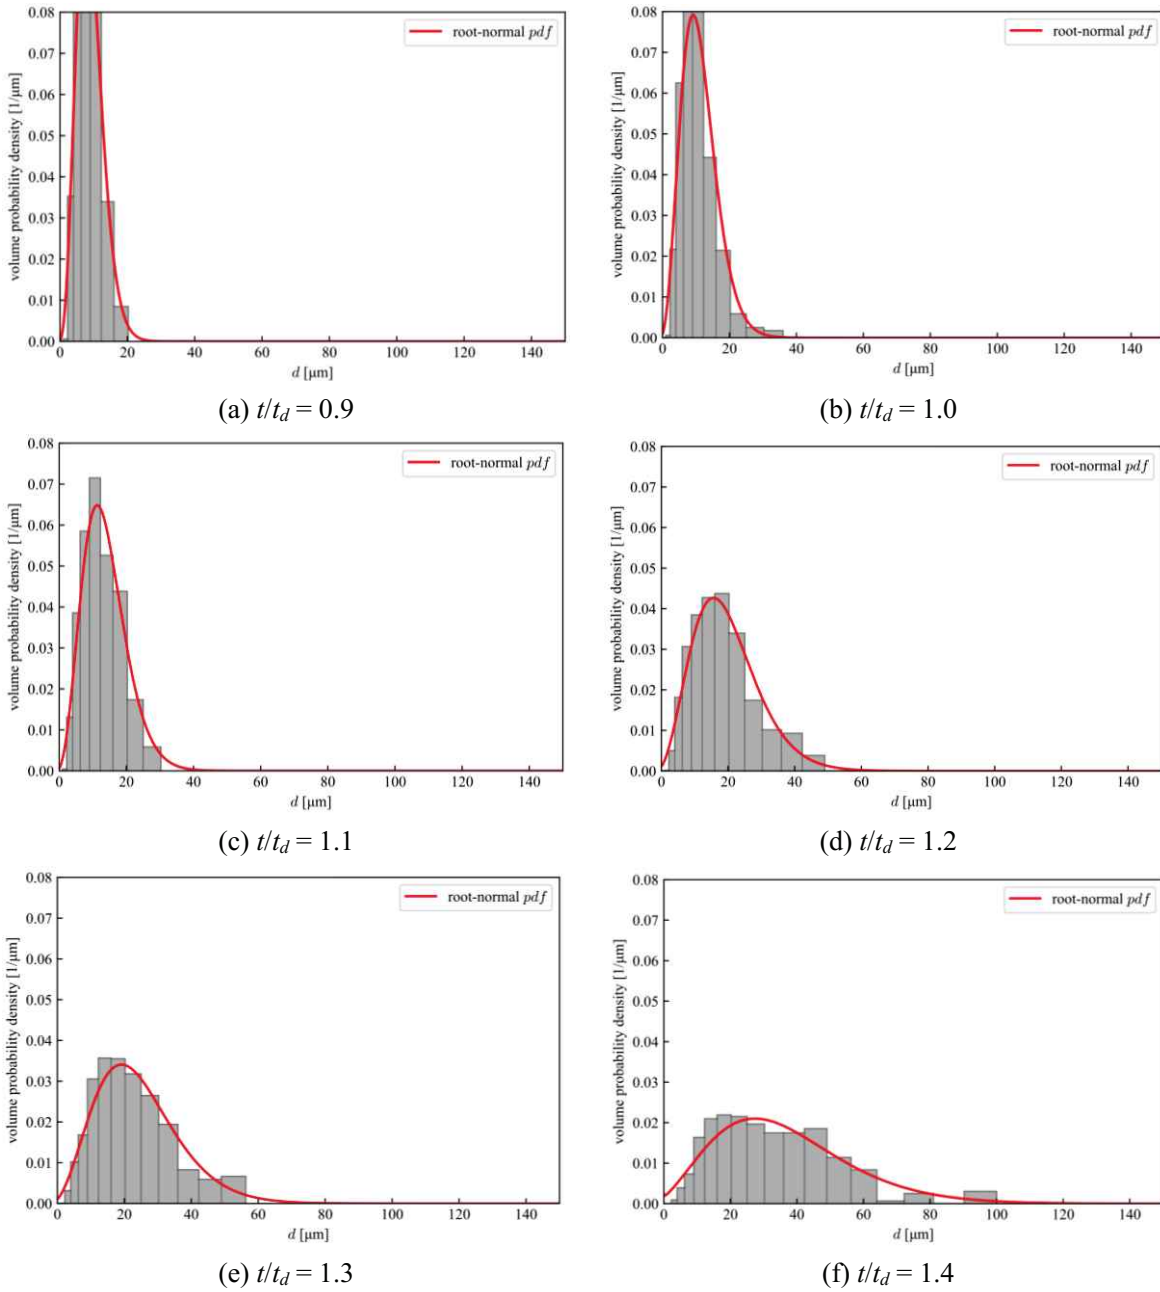 0.08
root-normal pdf
0.07
0.06
0.05
0.04
0.03
0.02
0.01
0.00
volume probability density [1/μm]
0 20 40 60 80 100 120 140
d [μm]
(a) t/t_d = 0.9
0.08
root-normal pdf
0.07
0.06
0.05
0.04
0.03
0.02
0.01
0.00
volume probability density [1/μm]
0 20 40 60 80 100 120 140
d [μm]
(b) t/t_d = 1.0
0.08
root-normal pdf
0.07
0.06
0.05
0.04
0.03
0.02
0.01
0.00
volume probability density [1/μm]
0 20 40 60 80 100 120 140
d [μm]
(c) t/t_d = 1.1
0.08
root-normal pdf
0.07
0.06
0.05
0.04
0.03
0.02
0.01
0.00
volume probability density [1/μm]
0 20 40 60 80 100 120 140
d [μm]
(d) t/t_d = 1.2
0.08
root-normal pdf
0.07
0.06
0.05
0.04
0.03
0.02
0.01
0.00
volume probability density [1/μm]
0 20 40 60 80 100 120 140
d [μm]
(e) t/t_d = 1.3
0.08
root-normal pdf
0.07
0.06
0.05
0.04
0.03
0.02
0.01
0.00
volume probability density [1/μm]
0 20 40 60 80 100 120 140
d [μm]
(f) t/t_d = 1.4